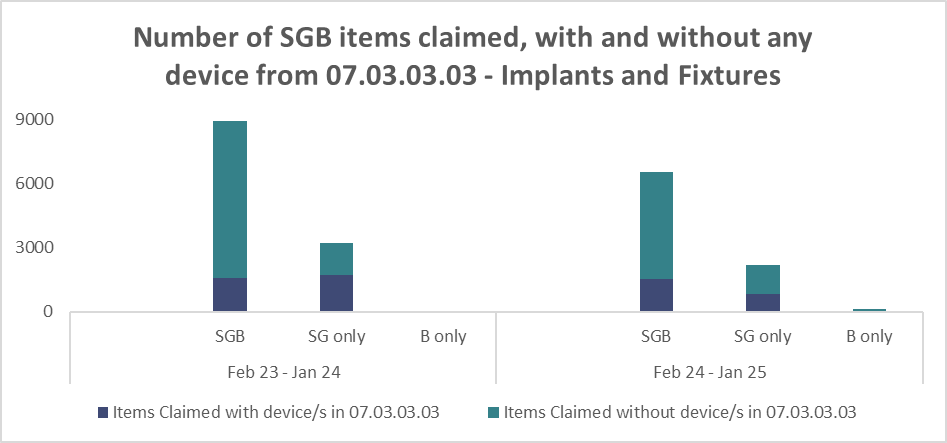 Number of SGB items claimed, with and without any
device from 07.03.03.03 - Implants and Fixtures
9000
6000
3000
0
SGB SG only B only SGB SG only B only
Feb 23 - Jan 24 Feb 24 - Jan 25
Items Claimed with device/s in 07.03.03.03 Items Claimed without device/s in 07.03.03.03